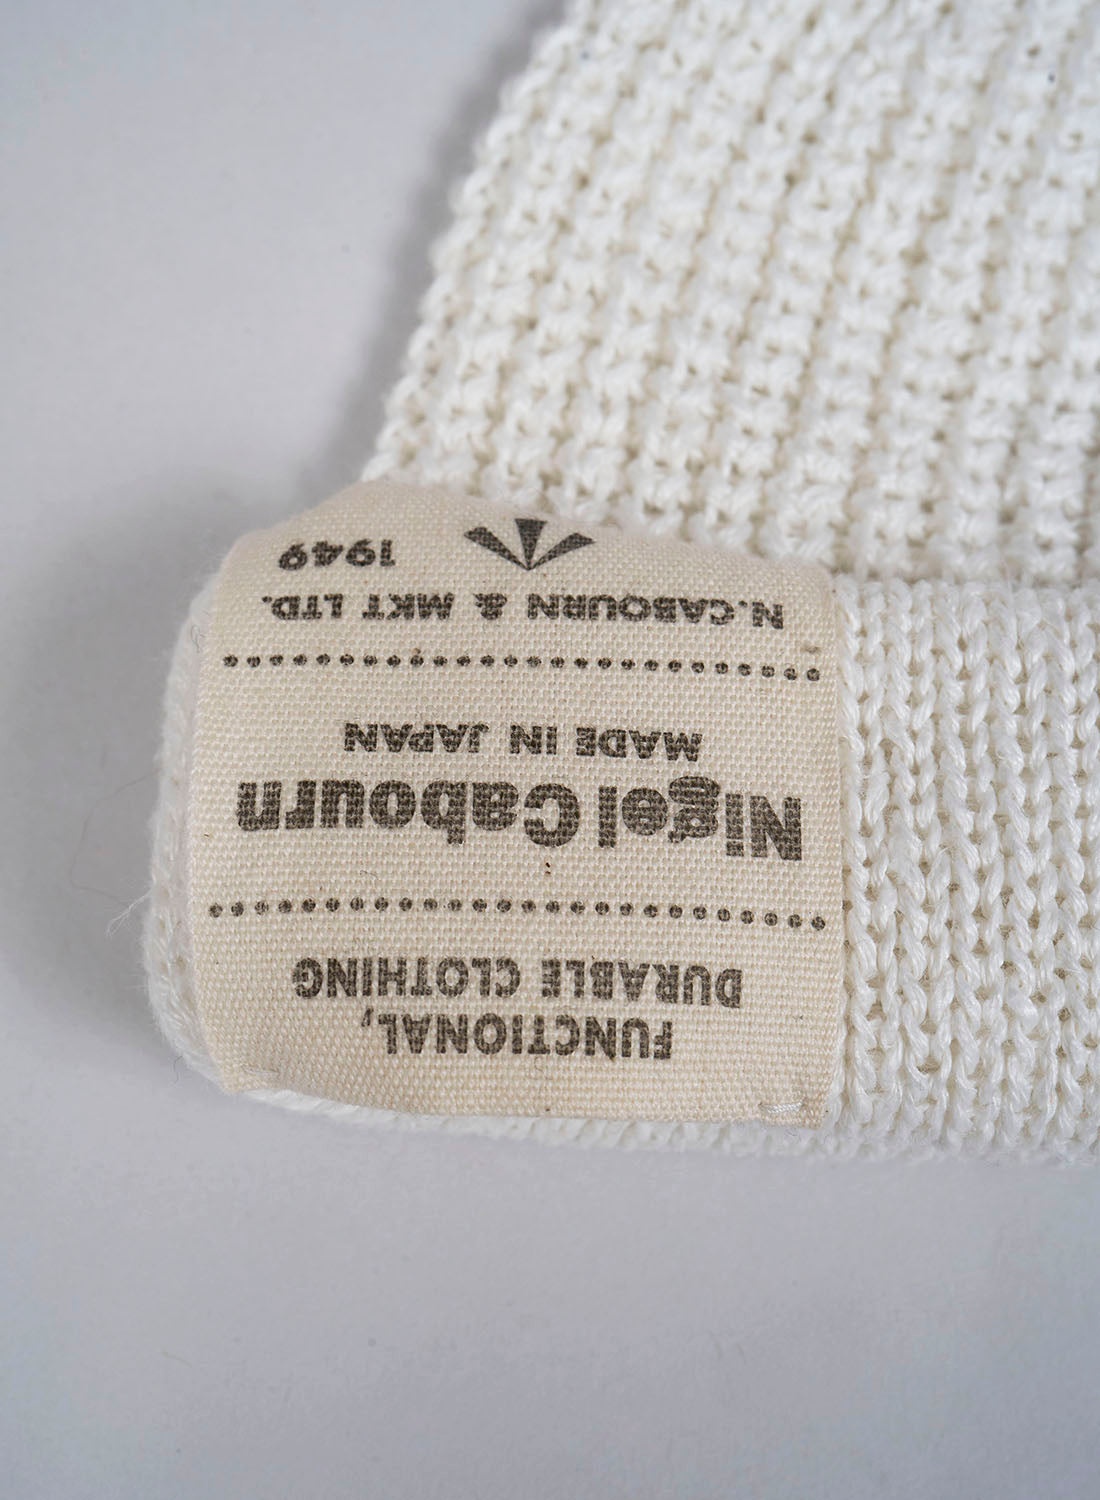 FUNCTIONAL,
DURABLE CLOTHING
Nigel Cabourn
MADE IN JAPAN
N.CABOURN & MKT LTD.
1949